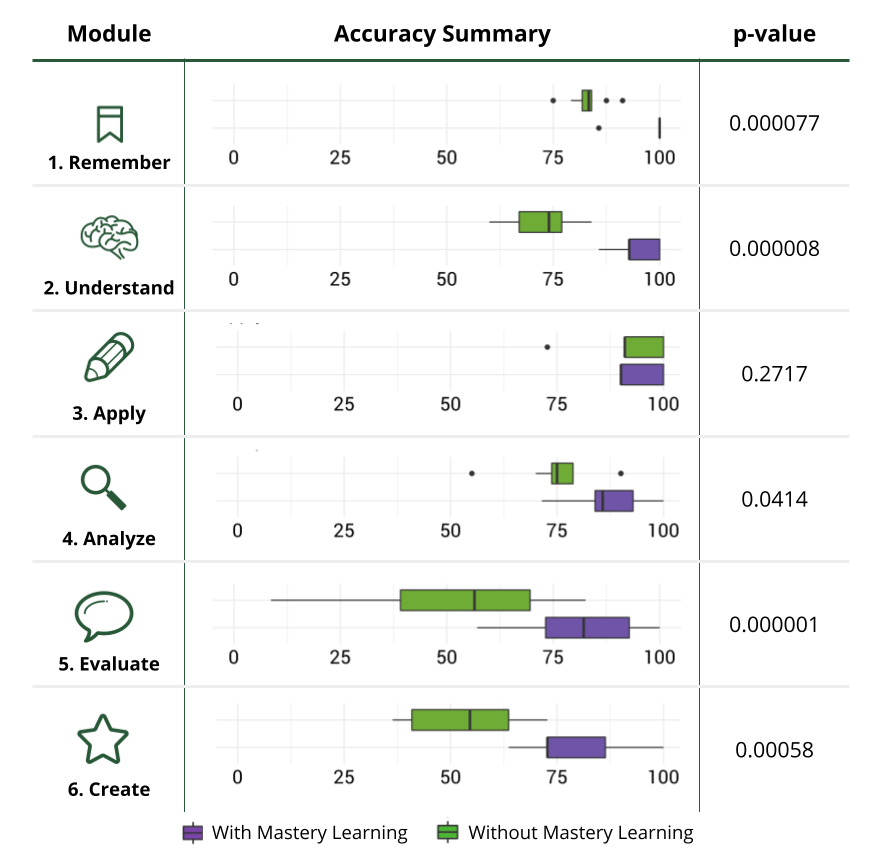 Module Accuracy Summary p-value
0 25 50 75 100
1. Remember
0.000077
0 25 50 75 100
2. Understand
0.000008
0 25 50 75 100
3. Apply
0.2717
0 25 50 75 100
4. Analyze
0.0414
0 25 50 75 100
5. Evaluate
0.000001
0 25 50 75 100
6. Create
0.00058
With Mastery Learning Without Mastery Learning